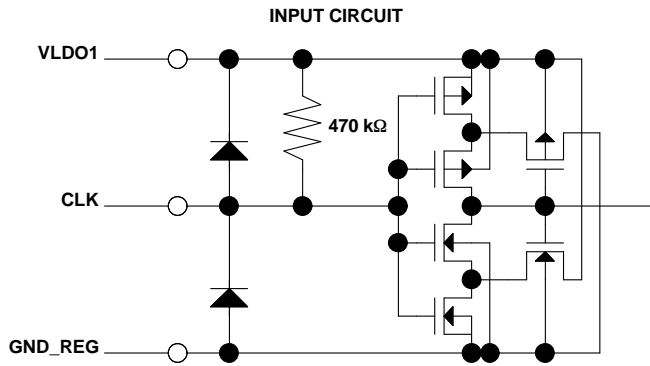 INPUT CIRCUIT
VLDO1
470 kΩ
CLK
GND_REG